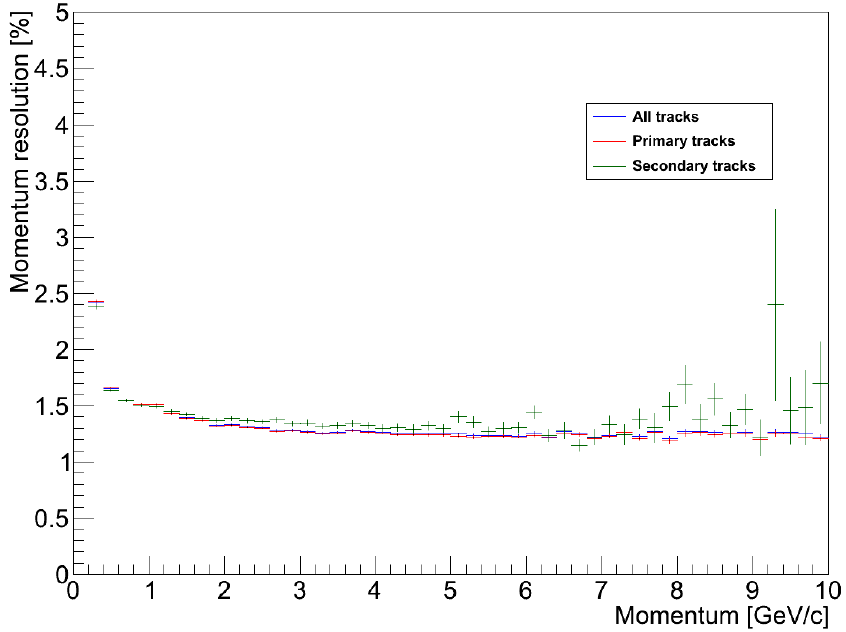 Momentum resolution [%]
5
4.5
4
3.5
3
2.5
2
1.5
1
0.5
0
All tracks
Primary tracks
Secondary tracks
0 1 2 3 4 5 6 7 8 9 10
Momentum [GeV/c]